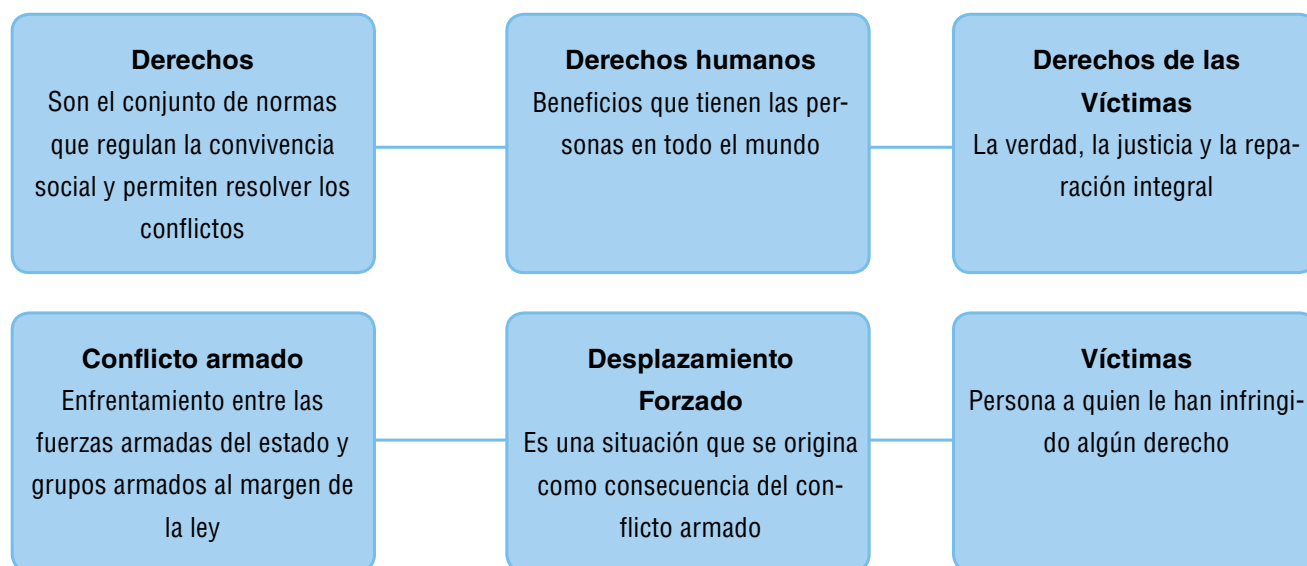 Derechos
Son el conjunto de normas
que regulan la convivencia
social y permiten resolver los
conflictos
Derechos humanos
Beneficios que tienen las per-
sonas en todo el mundo
Derechos de las
Víctimas
La verdad, la justicia y la repa-
ración integral
Conflicto armado
Enfrentamiento entre las
fuerzas armadas del estado y
grupos armados al margen de
la ley
Desplazamiento
Forzado
Es una situación que se origina
como consecuencia del con-
flicto armado
Víctimas
Persona a quien le han infringi-
do algún derecho